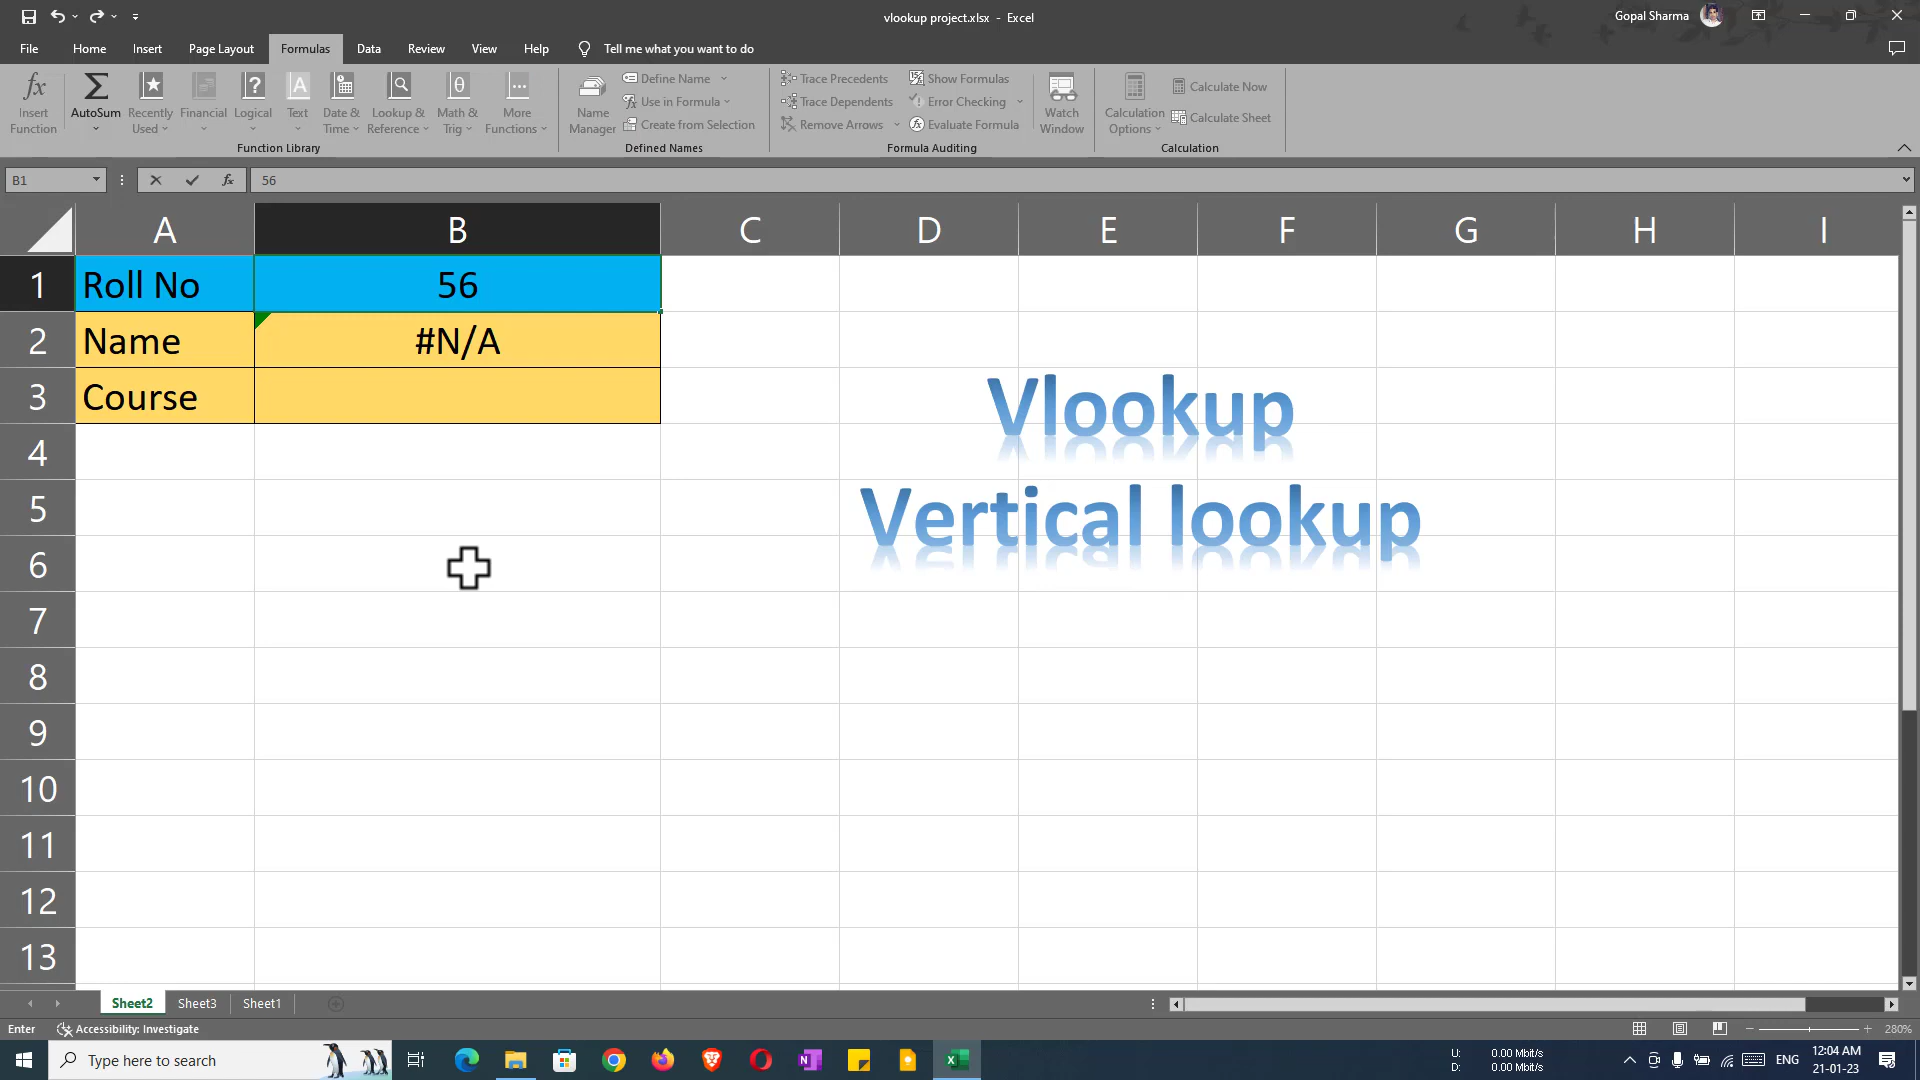 vlookup project.xlsx - Excel
Gopal Sharma
File Home Insert Page Layout Formulas Data Review View Help Tell me what you want to do
Insert Function
AutoSum
Recently Used
Financial
Logical
Text
Date & Time
Lookup & Reference
Math & Trig
More Functions
Function Library
Name Manager
Define Name
Use in Formula
Create from Selection
Defined Names
Trace Precedents
Trace Dependents
Remove Arrows
Show Formulas
Error Checking
Evaluate Formula
Formula Auditing
Watch Window
Calculation Options
Calculate Now
Calculate Sheet
Calculation
B1 fx 56
A B C D E F G H I
1 Roll No 56
2 Name #N/A
3 Course
Vlookup
4
5 Vertical lookup
6
7
8
9
10
11
12
13
Sheet2 Sheet3 Sheet1
Enter Accessibility: Investigate 280%
Type here to search
U: 0.00 Mbit/s
D: 0.00 Mbit/s
ENG
12:04 AM
21-01-23